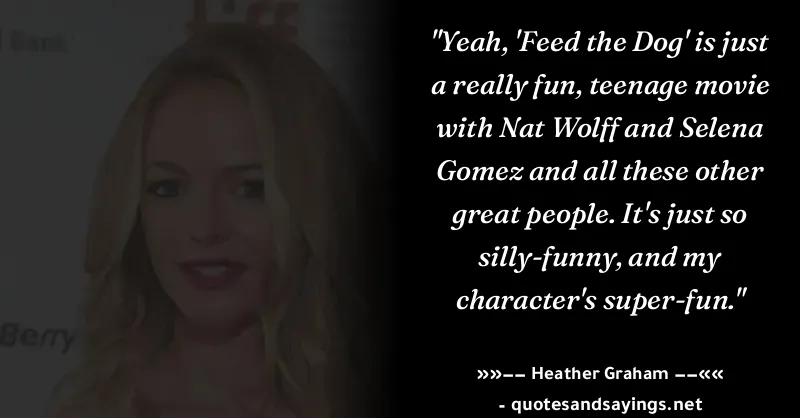 tiff
Bank
Berry
"Yeah, 'Feed the Dog' is just
a really fun, teenage movie
with Nat Wolff and Selena
Gomez and all these other
great people. It's just so
silly-funny, and my
character's super-fun."
»»−− Heather Graham −−««
- quotesandsayings.net